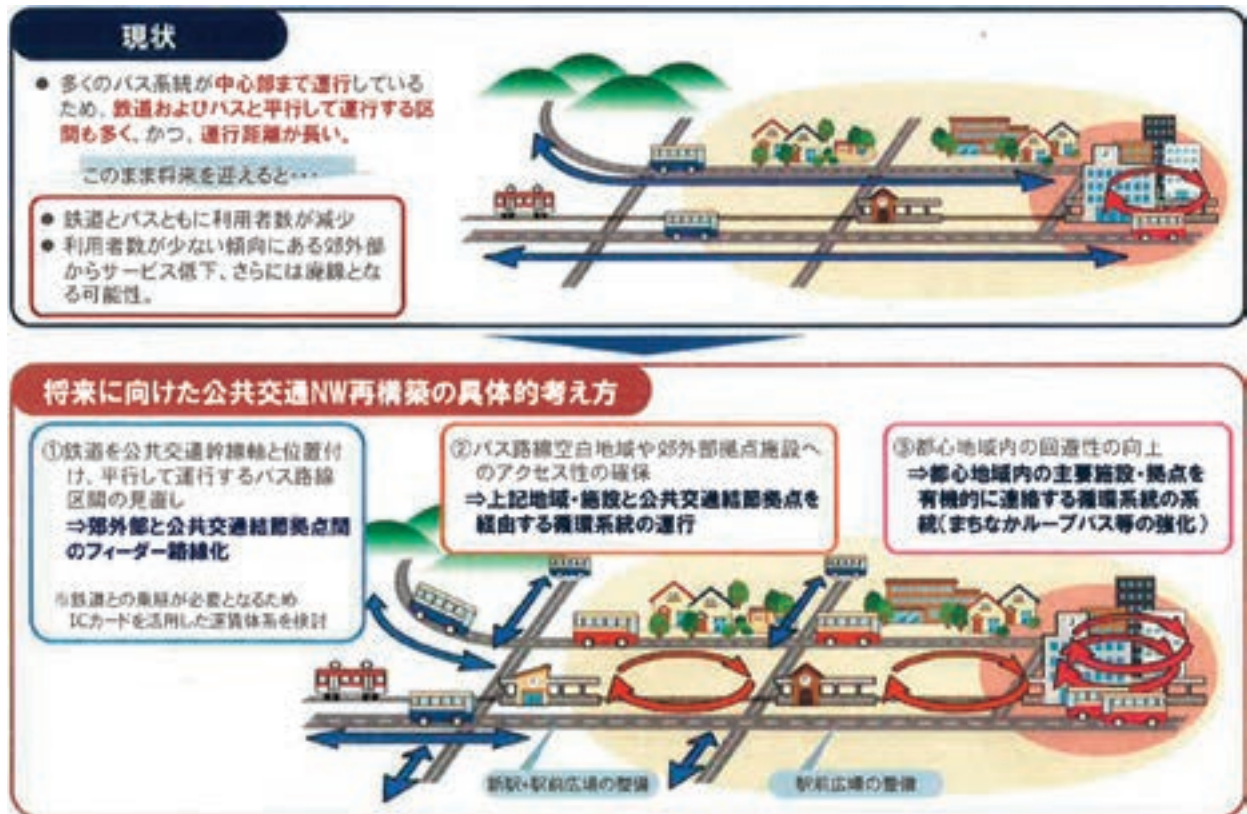 現状
● 多くのバス系統が中心部まで運行している
ため、鉄道およびバスと平行して運行する区
間も多く、かつ、運行距離が長い。
このまま将来を迎えると・・・
● 鉄道とバスともに利用者数が減少
● 利用者数が少ない傾向にある郊外部
からサービス低下、さらには廃線とな
る可能性。
将来に向けた公共交通NW再構築の具体的考え方
①鉄道を公共交通幹線軸と位置付
け、平行して運行するバス路線
区間の見直し
⇒郊外部と公共交通結節拠点間
のフィーダー路線化
※鉄道との乗継が必要となるため
ICカードを活用した運賃体系を検討
②バス路線空白地域や郊外部拠点施設へ
のアクセス性の確保
⇒上記地域・施設と公共交通結節拠点を
経由する循環系統の運行
③都心地域内の回遊性の向上
⇒都心地域内の主要施設・拠点を
有機的に連絡する循環系統の系
統(まちなかループバス等の強化)
新駅+駅前広場の整備
駅前広場の整備